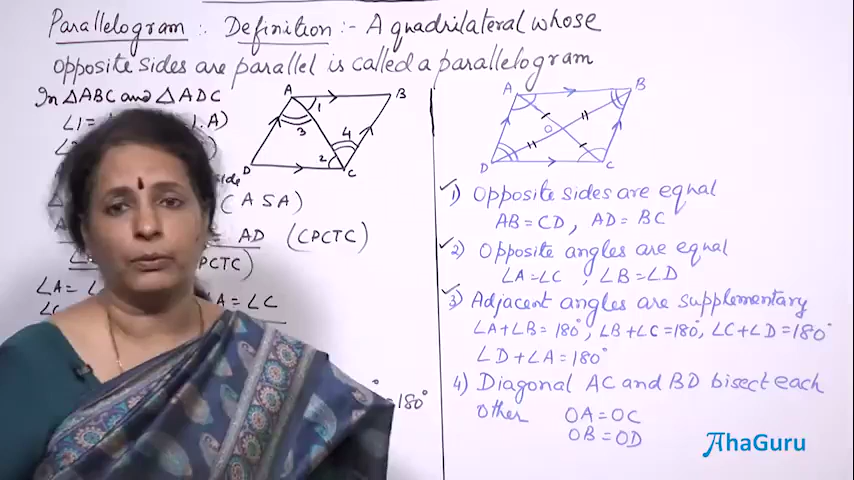 Parallelogram :. Definition :- A quadrilateral whose
opposite sides are parallel is called a parallelogram
In △ABC and △ADC
∠1=
.A)
side
(ASA)
= AD (CPCTC)
PCTC)
∠A=
∠A = ∠C
= 180°
A
B
1
3
4
2
D
C
A
B
O
D
C
1) Opposite sides are equal
AB=CD, AD= BC
2) Opposite angles are equal
∠A=∠C , ∠B=∠D
3) Adjacent angles are supplementary
∠A+∠B= 180°, ∠B+∠C=180°, ∠C+∠D=180°
∠D+∠A=180°
4) Diagonal AC and BD bisect each
other OA=OC
OB=OD
AhaGuru